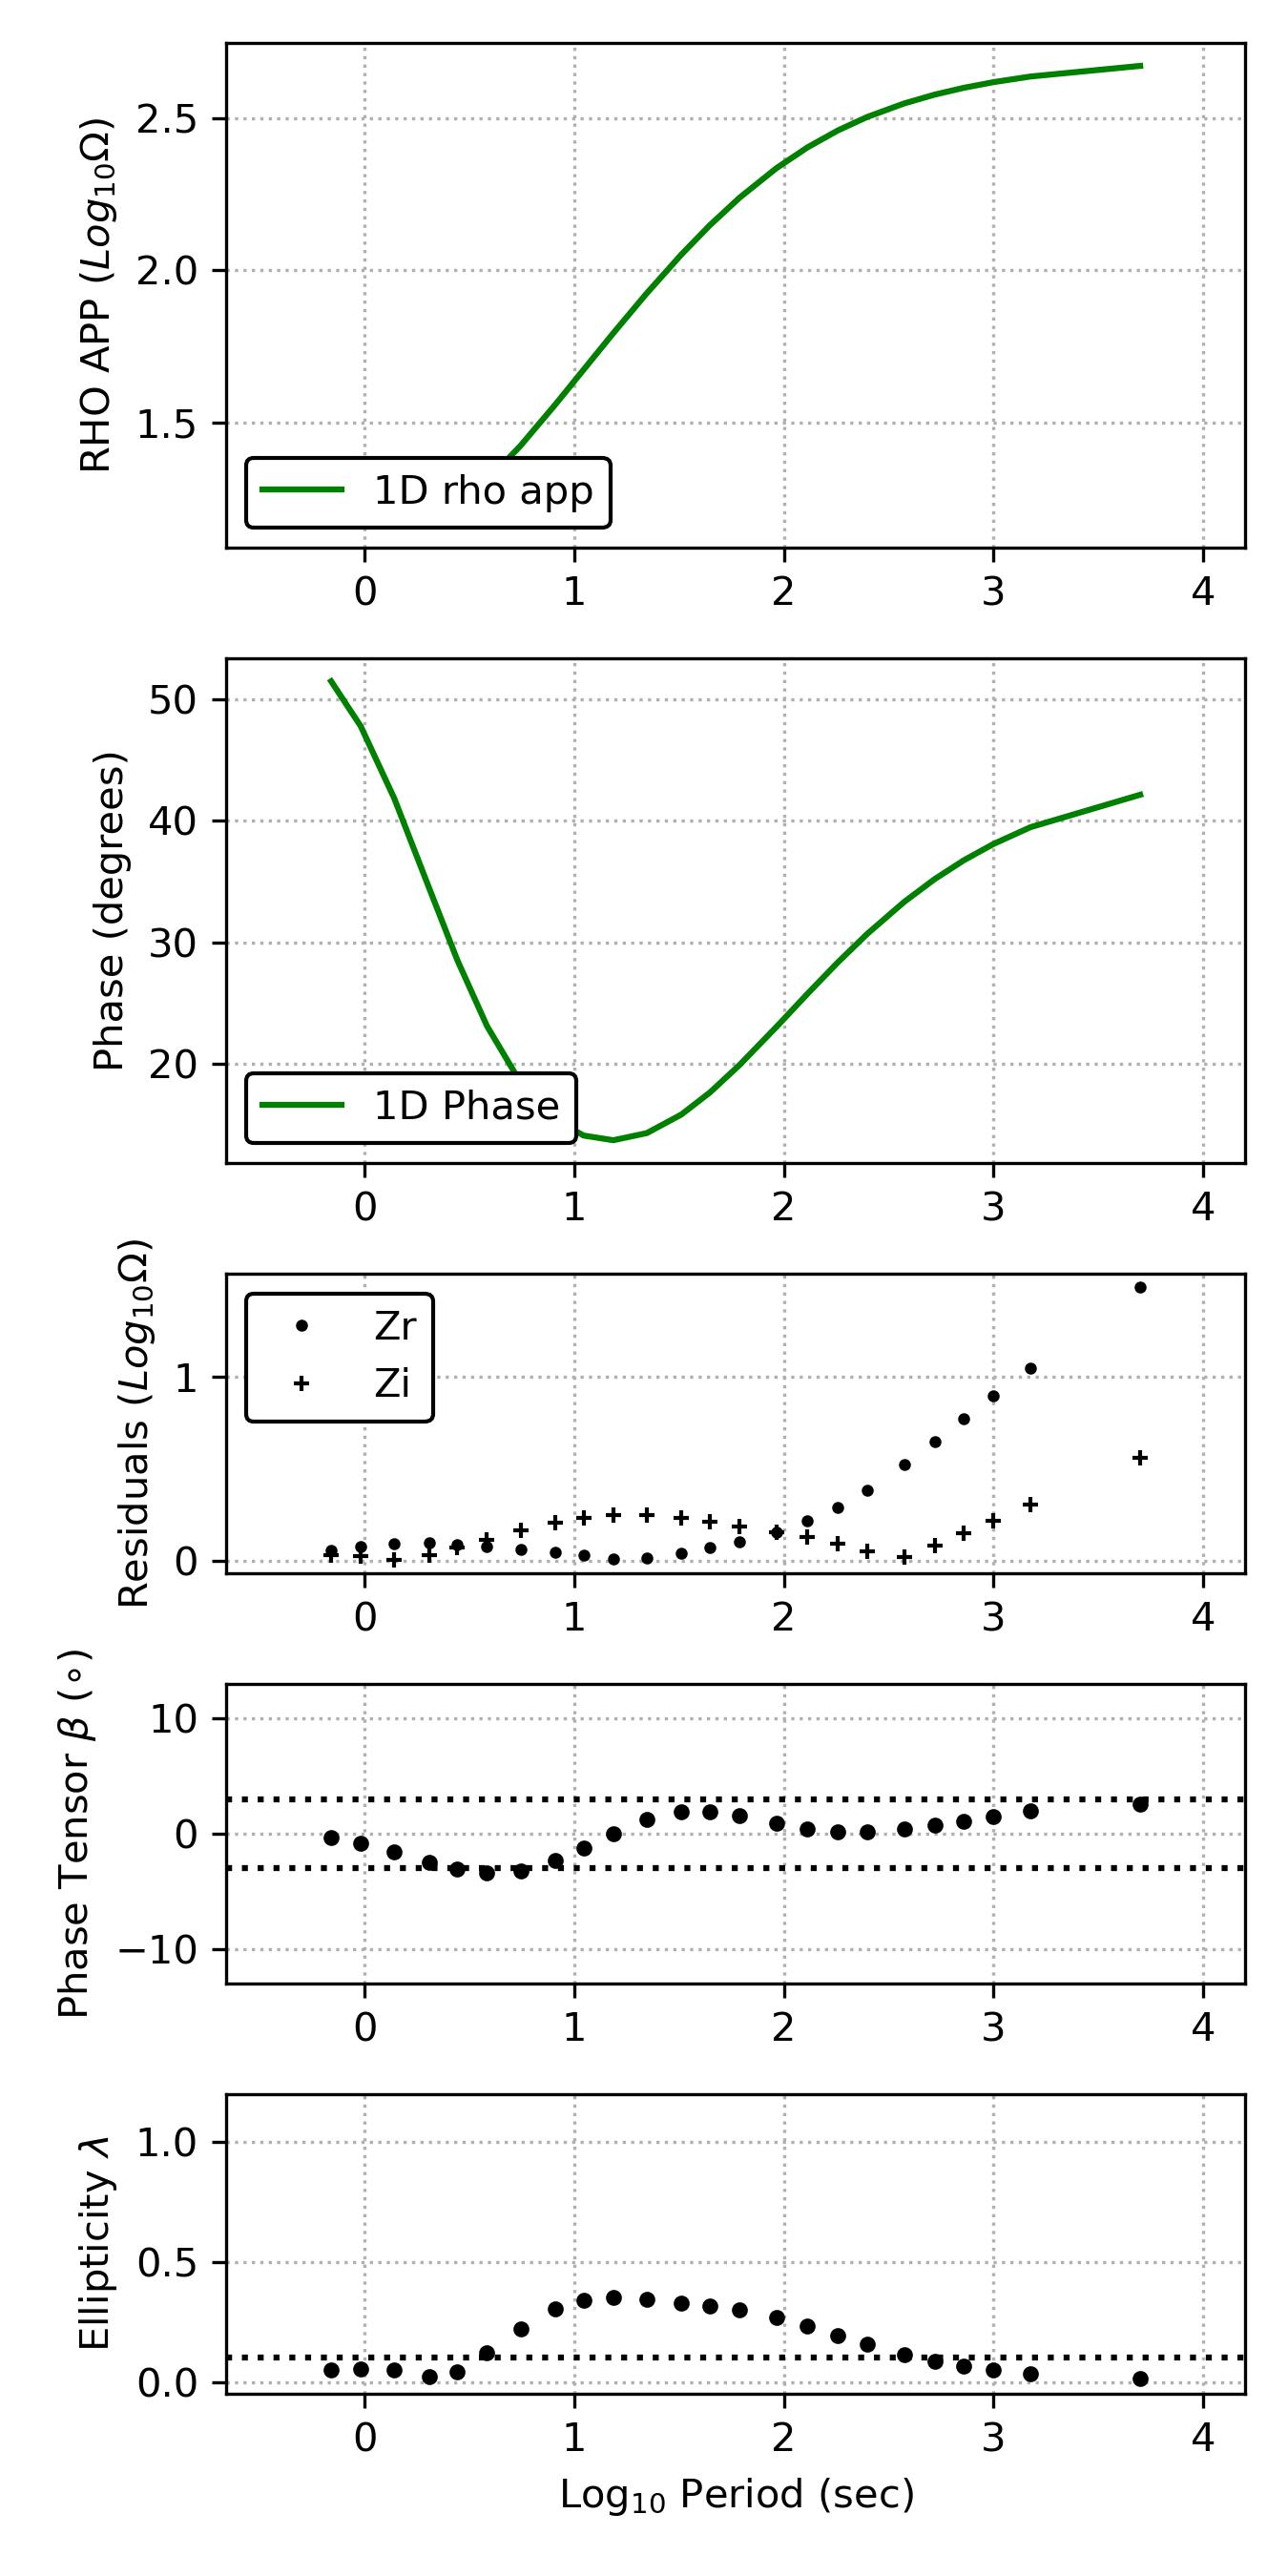 RHO APP (Log₁₀Ω)
2.5
2.0
1.5
1D rho app
0 1 2 3 4
Phase (degrees)
50
40
30
20
1D Phase
0 1 2 3 4
Residuals (Log₁₀Ω)
1
0
Zr
Zi
0 1 2 3 4
Phase Tensor β (∘)
10
0
−10
0 1 2 3 4
Ellipticity λ
1.0
0.5
0.0
0 1 2 3 4
Log₁₀ Period (sec)